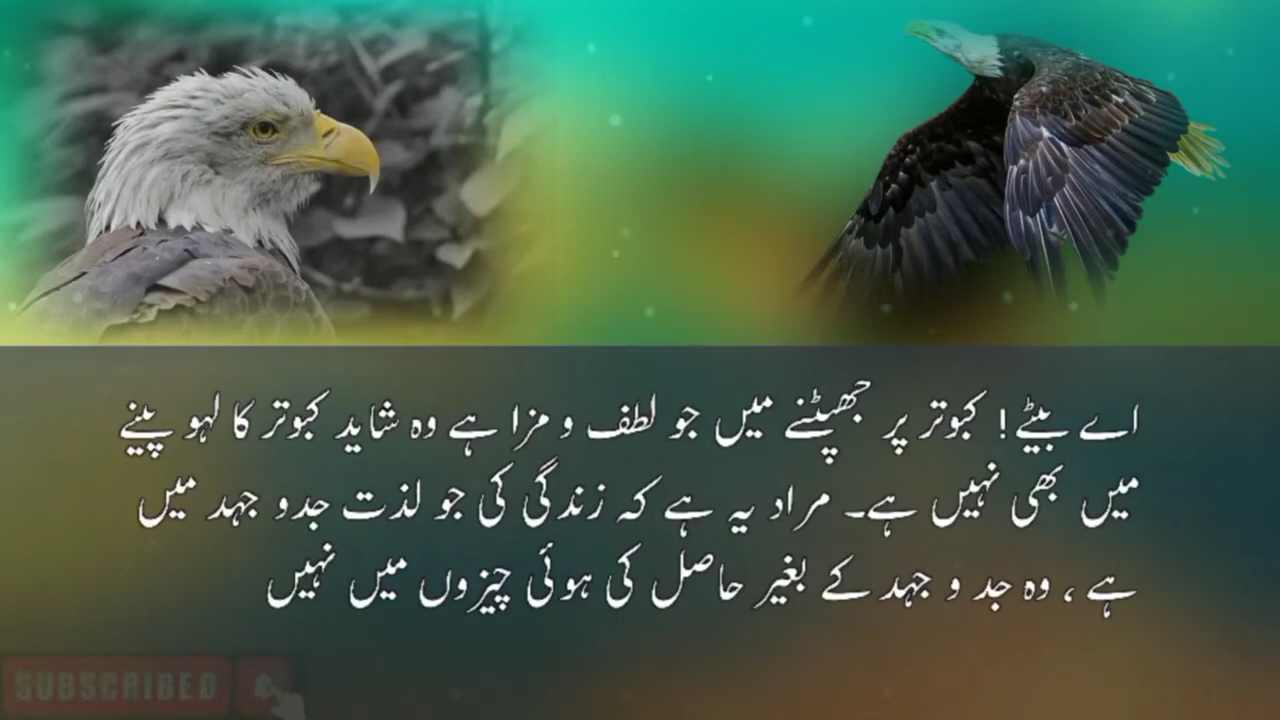 اے بیٹے! کبوتر پر جھپٹنے میں جو لطف و مزا ہے وہ شاید کبوتر کا لہو پینے
میں بھی نہیں ہے۔ مراد یہ ہے کہ زندگی کی جو لذت جدو جہد میں
ہے ، وہ جد و جہد کے بغیر حاصل کی ہوئی چیزوں میں نہیں
SUBSCRIBED